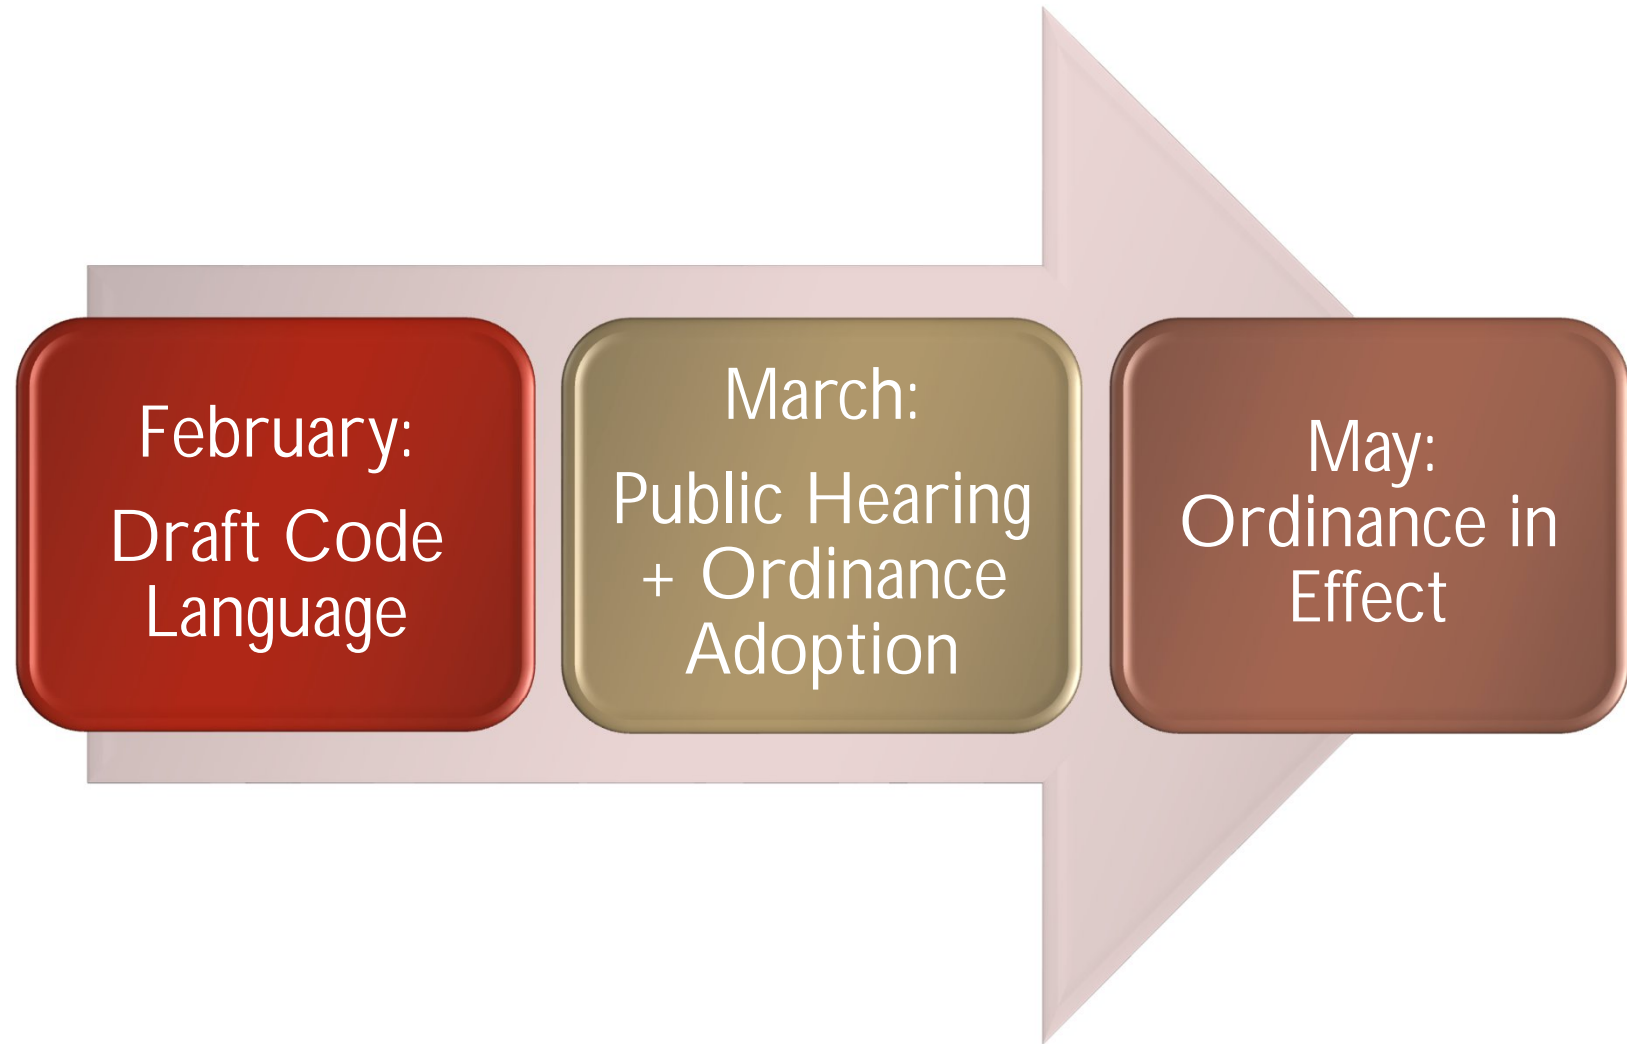 February:
Draft Code
Language
March:
Public Hearing
+ Ordinance
Adoption
May:
Ordinance in
Effect